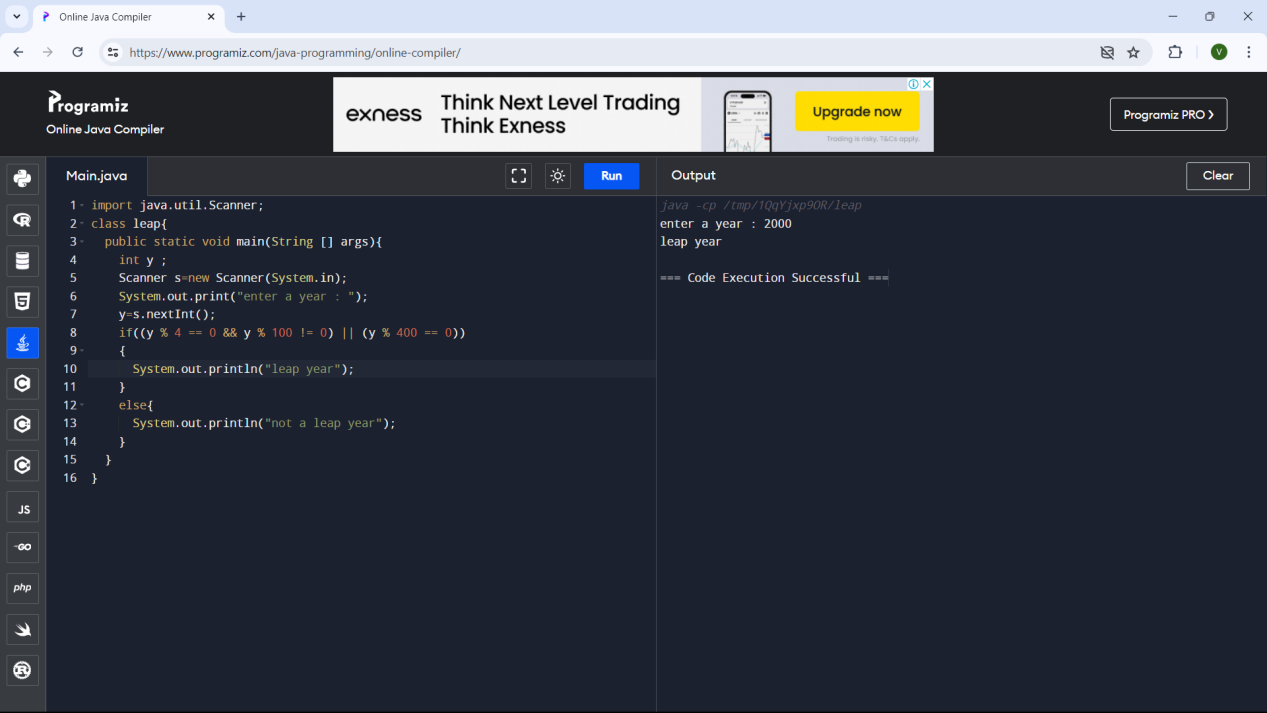 Online Java Compiler
https://www.programiz.com/java-programming/online-compiler/
V
Programiz
Online Java Compiler
exness
Think Next Level Trading
Think Exness
Upgrade now
Trading is risky. T&Cs apply.
Programiz PRO ❯
Main.java
Run
Output
Clear
1 import java.util.Scanner;
2 class leap{
3 public static void main(String [] args){
4 int y ;
5 Scanner s=new Scanner(System.in);
6 System.out.print("enter a year : ");
7 y=s.nextInt();
8 if((y % 4 == 0 && y % 100 != 0) || (y % 400 == 0))
9 {
10 System.out.println("leap year");
11 }
12 else{
13 System.out.println("not a leap year");
14 }
15 }
16 }
java -cp /tmp/1QqYjxp9OR/leap
enter a year : 2000
leap year
=== Code Execution Successful ===
R
5
C
C
C
JS
GO
php
R